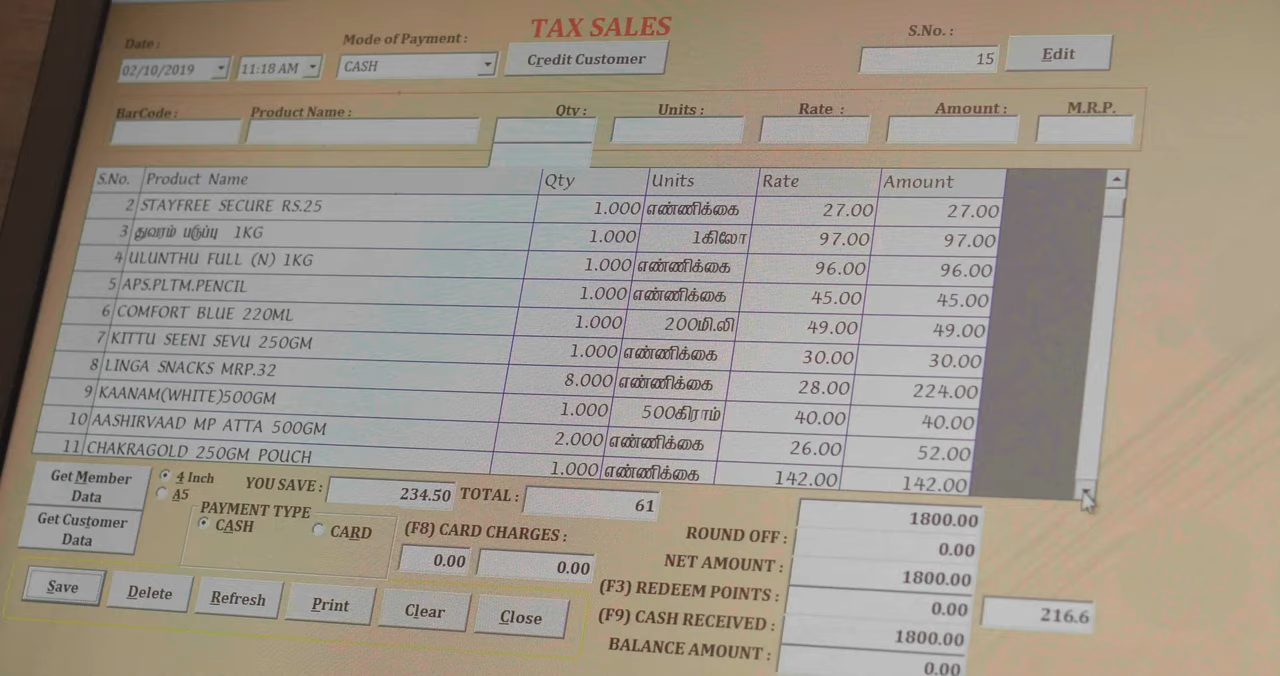 TAX SALES
Date :
Mode of Payment :
S.No. :
02/10/2019 11:18 AM CASH Credit Customer 15 Edit
BarCode : Product Name : Qty : Units : Rate : Amount : M.R.P.
S.No. Product Name Qty Units Rate Amount
2 STAYFREE SECURE RS.25 1.000 எண்ணிக்கை 27.00 27.00
3 துவரம் பருப்பு 1KG 1.000 1கிலோ 97.00 97.00
4 ULUNTHU FULL (N) 1KG 1.000 எண்ணிக்கை 96.00 96.00
5 APS.PLTM.PENCIL 1.000 எண்ணிக்கை 45.00 45.00
6 COMFORT BLUE 220ML 1.000 200மி.லி 49.00 49.00
7 KITTU SEENI SEVU 250GM 1.000 எண்ணிக்கை 30.00 30.00
8 LINGA SNACKS MRP.32 8.000 எண்ணிக்கை 28.00 224.00
9 KAANAM(WHITE)500GM 1.000 500கிராம் 40.00 40.00
10 AASHIRVAAD MP ATTA 500GM 2.000 எண்ணிக்கை 26.00 52.00
11 CHAKRAGOLD 250GM POUCH 1.000 எண்ணிக்கை 142.00 142.00
Get Member Data
4 Inch
A5
YOU SAVE : 234.50 TOTAL : 61 1800.00
Get Customer Data
PAYMENT TYPE
CASH CARD
(F8) CARD CHARGES :
0.00 0.00
ROUND OFF : 0.00
NET AMOUNT : 1800.00
(F3) REDEEM POINTS : 0.00 216.6
(F9) CASH RECEIVED : 1800.00
BALANCE AMOUNT : 0.00
Save Delete Refresh Print Clear Close